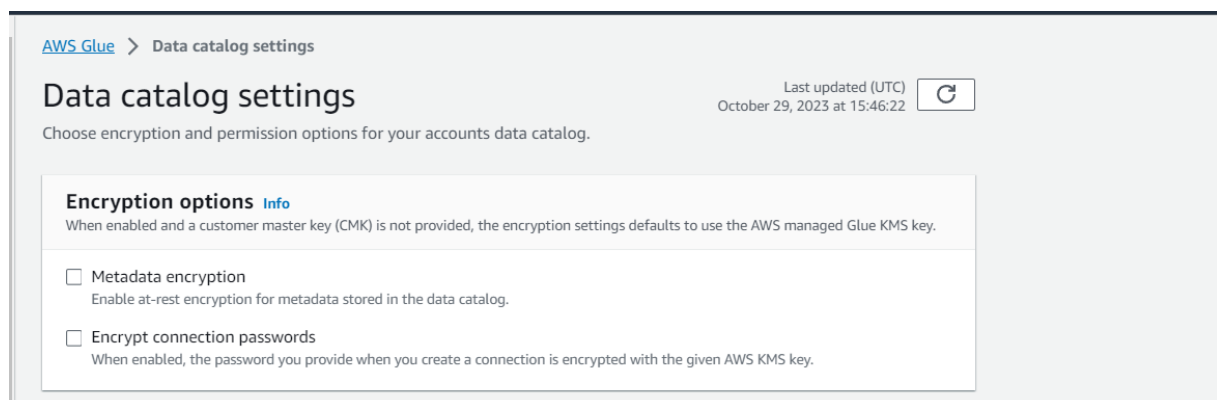 AWS Glue > Data catalog settings
Data catalog settings
Last updated (UTC)
October 29, 2023 at 15:46:22
Choose encryption and permission options for your accounts data catalog.
Encryption options Info
When enabled and a customer master key (CMK) is not provided, the encryption settings defaults to use the AWS managed Glue KMS key.
Metadata encryption
Enable at-rest encryption for metadata stored in the data catalog.
Encrypt connection passwords
When enabled, the password you provide when you create a connection is encrypted with the given AWS KMS key.